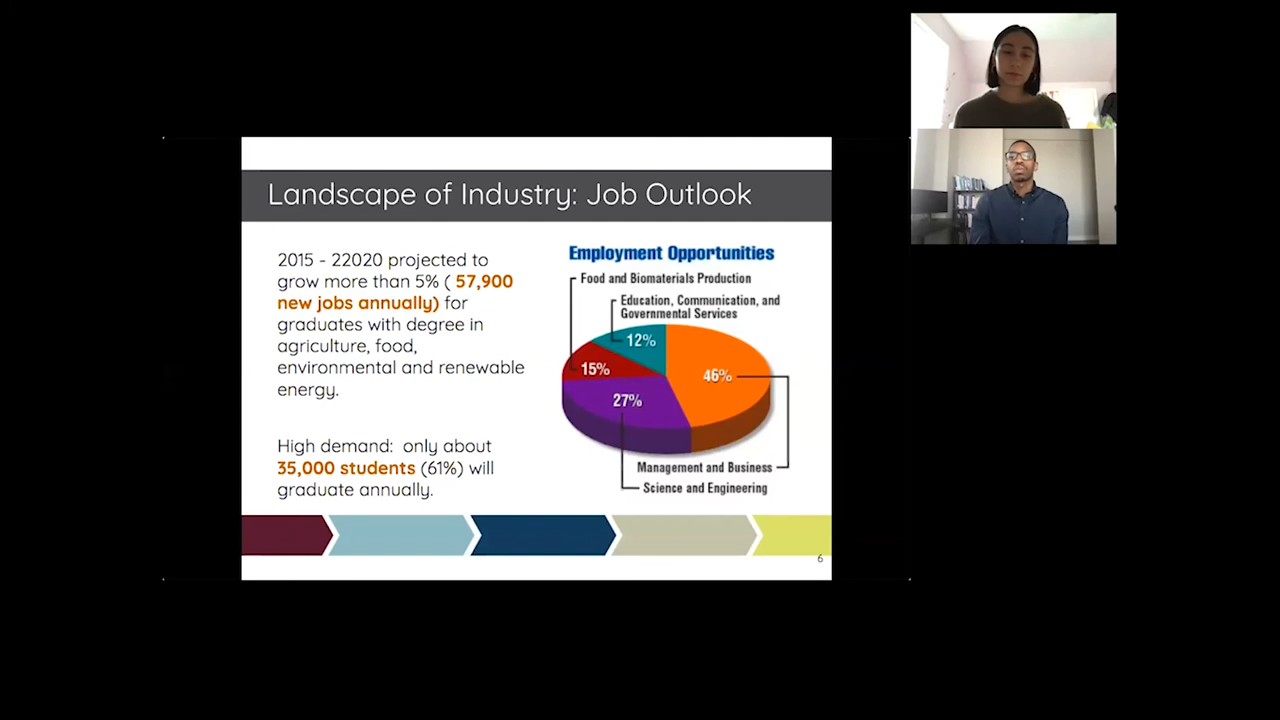 Landscape of Industry: Job Outlook
2015 - 22020 projected to
grow more than 5% ( 57,900
new jobs annually) for
graduates with degree in
agriculture, food,
environmental and renewable
energy.
High demand: only about
35,000 students (61%) will
graduate annually.
Employment Opportunities
Food and Biomaterials Production
Education, Communication, and
Governmental Services
12%
15%
46%
27%
Management and Business
Science and Engineering
6